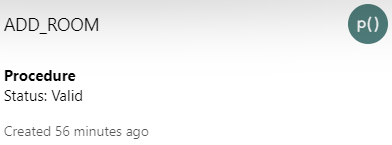 ADD_ROOM
p()
Procedure
Status: Valid
Created 56 minutes ago